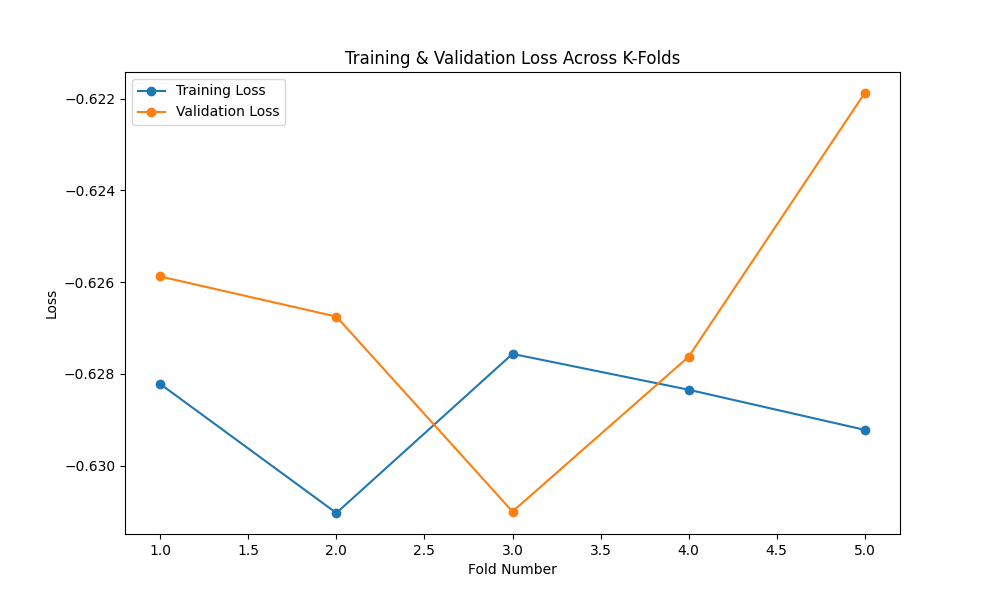 Training & Validation Loss Across K-Folds
Training Loss
Validation Loss
−0.622
−0.624
−0.626
−0.628
−0.630
Loss
1.0 1.5 2.0 2.5 3.0 3.5 4.0 4.5 5.0
Fold Number